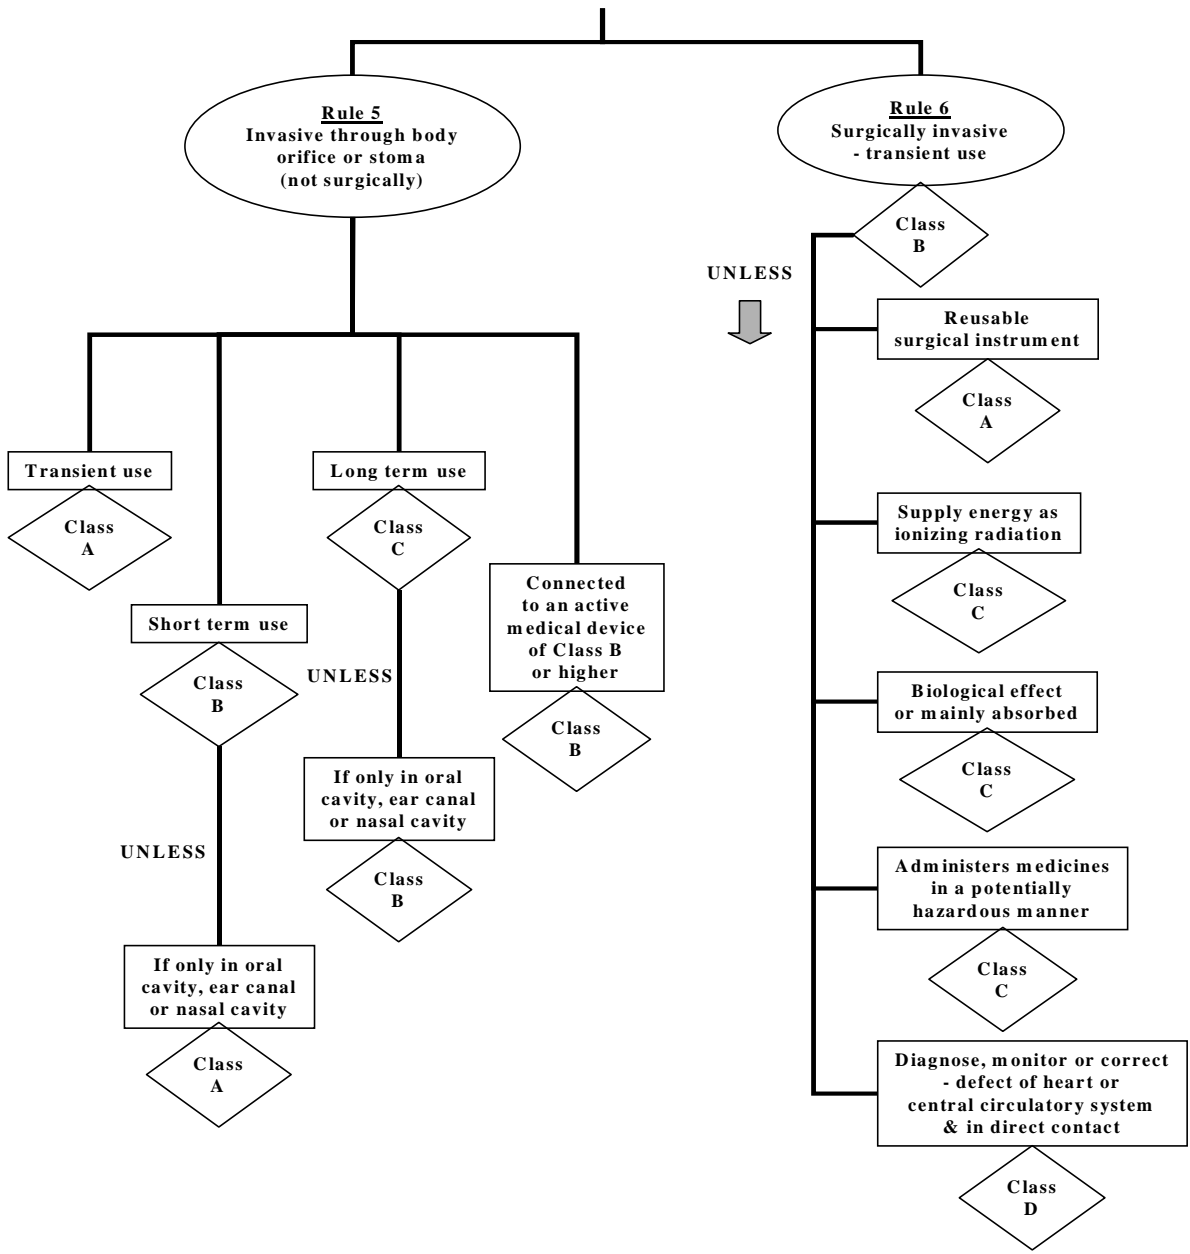 Rule 5
Invasive through body
orifice or stoma
(not surgically)
Rule 6
Surgically invasive
- transient use
Class
B
UNLESS
Reusable
surgical instrument
Class
A
Transient use
Class
A
Long term use
Class
C
Supply energy as
ionizing radiation
Class
C
Connected
to an active
medical device
of Class B
or higher
Class
B
Short term use
Class
B
UNLESS
Biological effect
or mainly absorbed
Class
C
If only in oral
cavity, ear canal
or nasal cavity
Class
B
UNLESS
Administers medicines
in a potentially
hazardous manner
Class
C
If only in oral
cavity, ear canal
or nasal cavity
Class
A
Diagnose, monitor or correct
- defect of heart or
central circulatory system
& in direct contact
Class
D